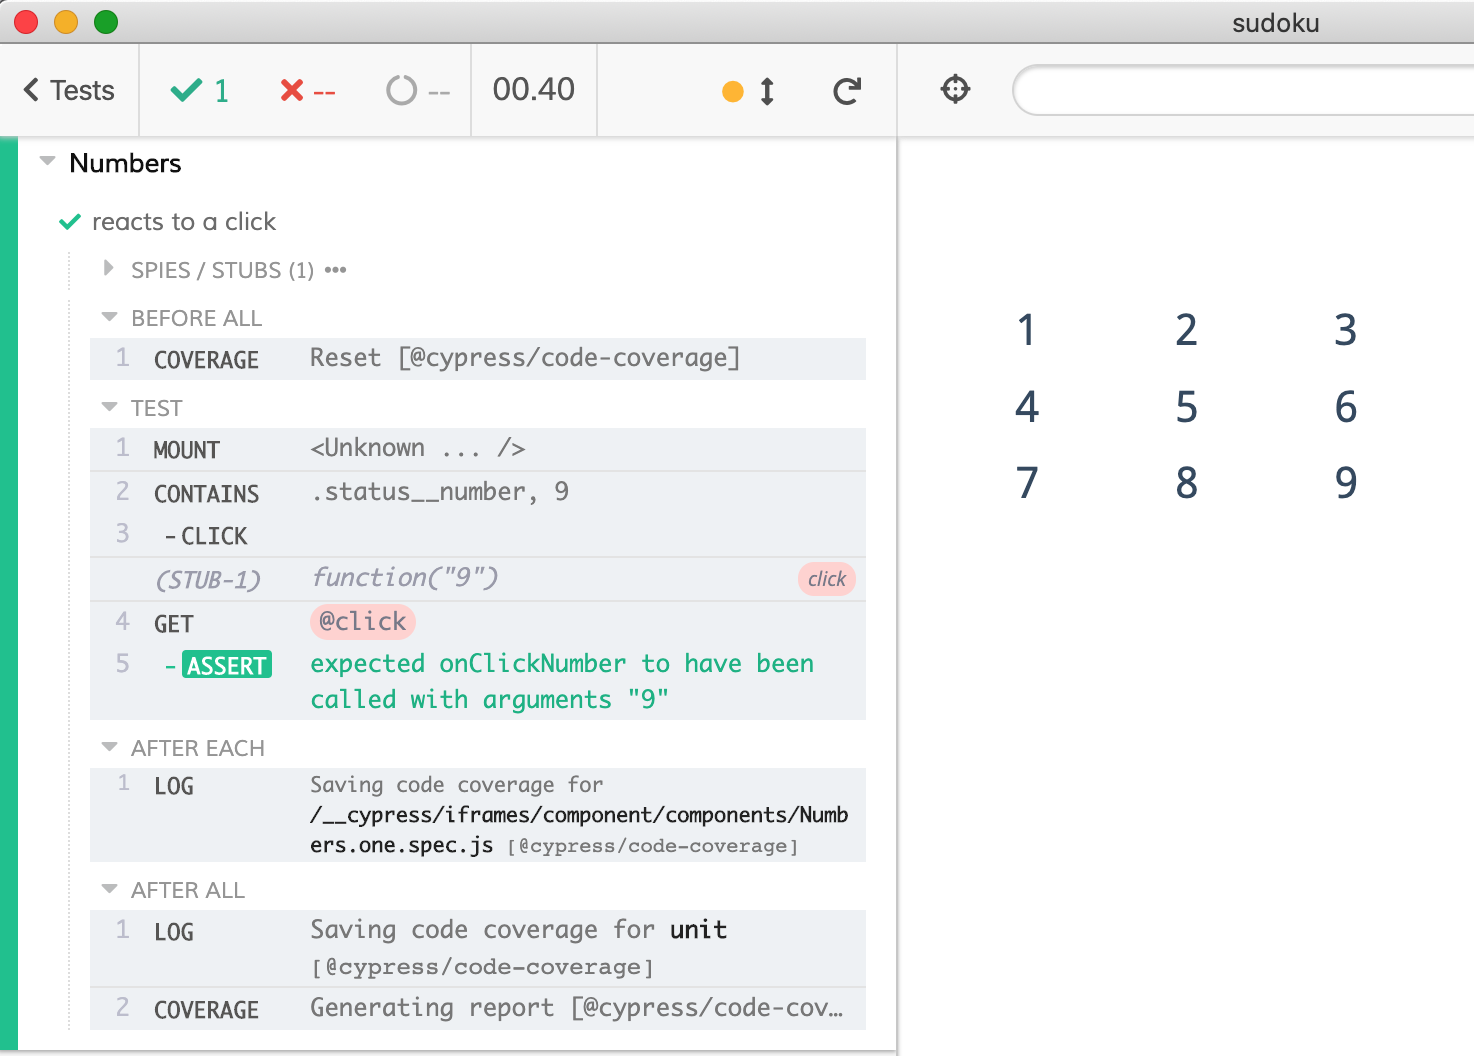 sudoku
Tests 1 -- -- 00.40
Numbers
reacts to a click
SPIES / STUBS (1) •••
BEFORE ALL
1 COVERAGE Reset [@cypress/code-coverage]
TEST
1 MOUNT <Unknown ... />
2 CONTAINS .status__number, 9
3 -CLICK
(STUB-1) function("9") click
4 GET @click
5 -ASSERT expected onClickNumber to have been
called with arguments "9"
AFTER EACH
1 LOG Saving code coverage for
/__cypress/iframes/component/components/Numb
ers.one.spec.js [@cypress/code-coverage]
AFTER ALL
1 LOG Saving code coverage for unit
[@cypress/code-coverage]
2 COVERAGE Generating report [@cypress/code-cov…
1 2 3
4 5 6
7 8 9